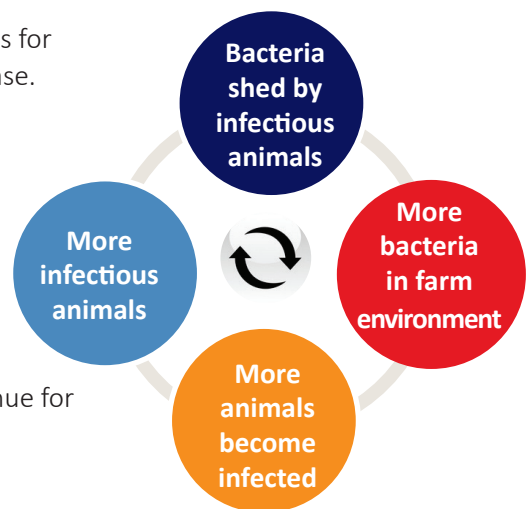 s for
ase.
Bacteria
shed by
infectious
animals
More
bacteria
in farm
environment
More
infectious
animals
nue for
More
animals
become
infected